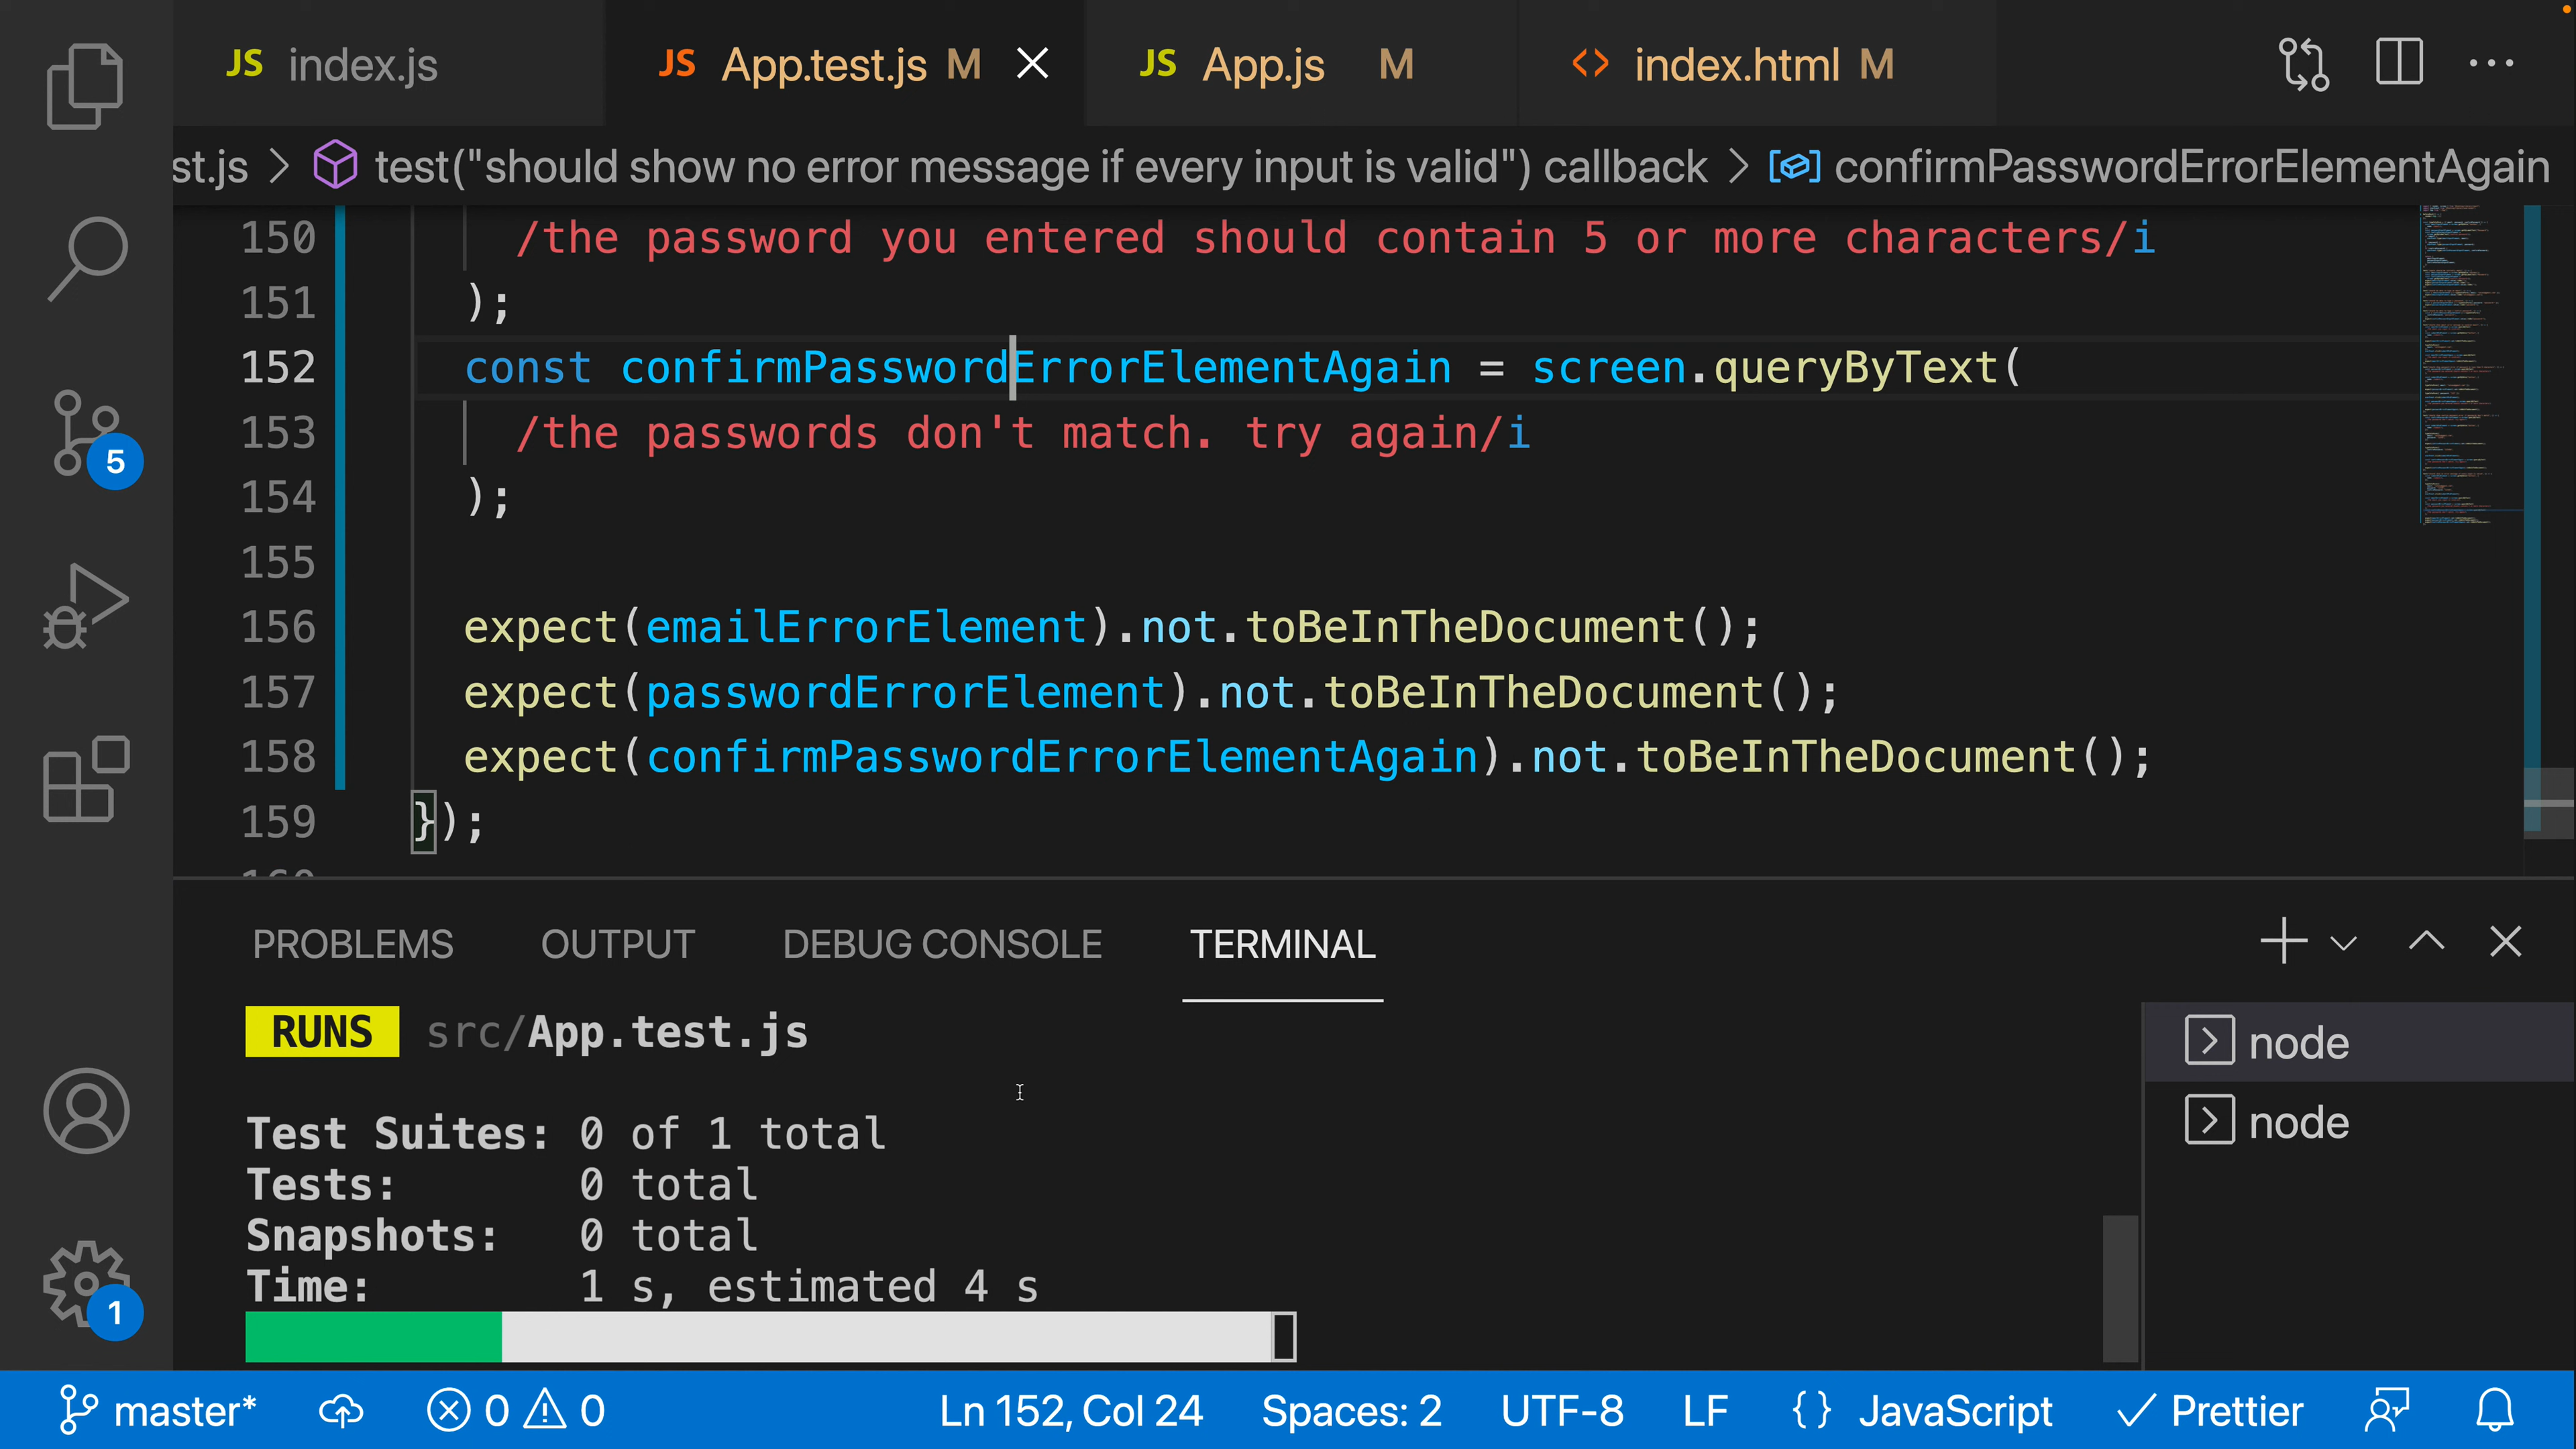 JS index.js JS App.test.js M JS App.js M <> index.html M
st.js > test("should show no error message if every input is valid") callback > confirmPasswordErrorElementAgain
150 /the password you entered should contain 5 or more characters/i
151 );
152 const confirmPasswordErrorElementAgain = screen.queryByText(
153 /the passwords don't match. try again/i
154 );
155
156 expect(emailErrorElement).not.toBeInTheDocument();
157 expect(passwordErrorElement).not.toBeInTheDocument();
158 expect(confirmPasswordErrorElementAgain).not.toBeInTheDocument();
159 });
5
PROBLEMS OUTPUT DEBUG CONSOLE TERMINAL
RUNS src/App.test.js
node
Test Suites: 0 of 1 total
node
Tests: 0 total
Snapshots: 0 total
Time: 1 s, estimated 4 s
1
master* 0 0 Ln 152, Col 24 Spaces: 2 UTF-8 LF {} JavaScript Prettier